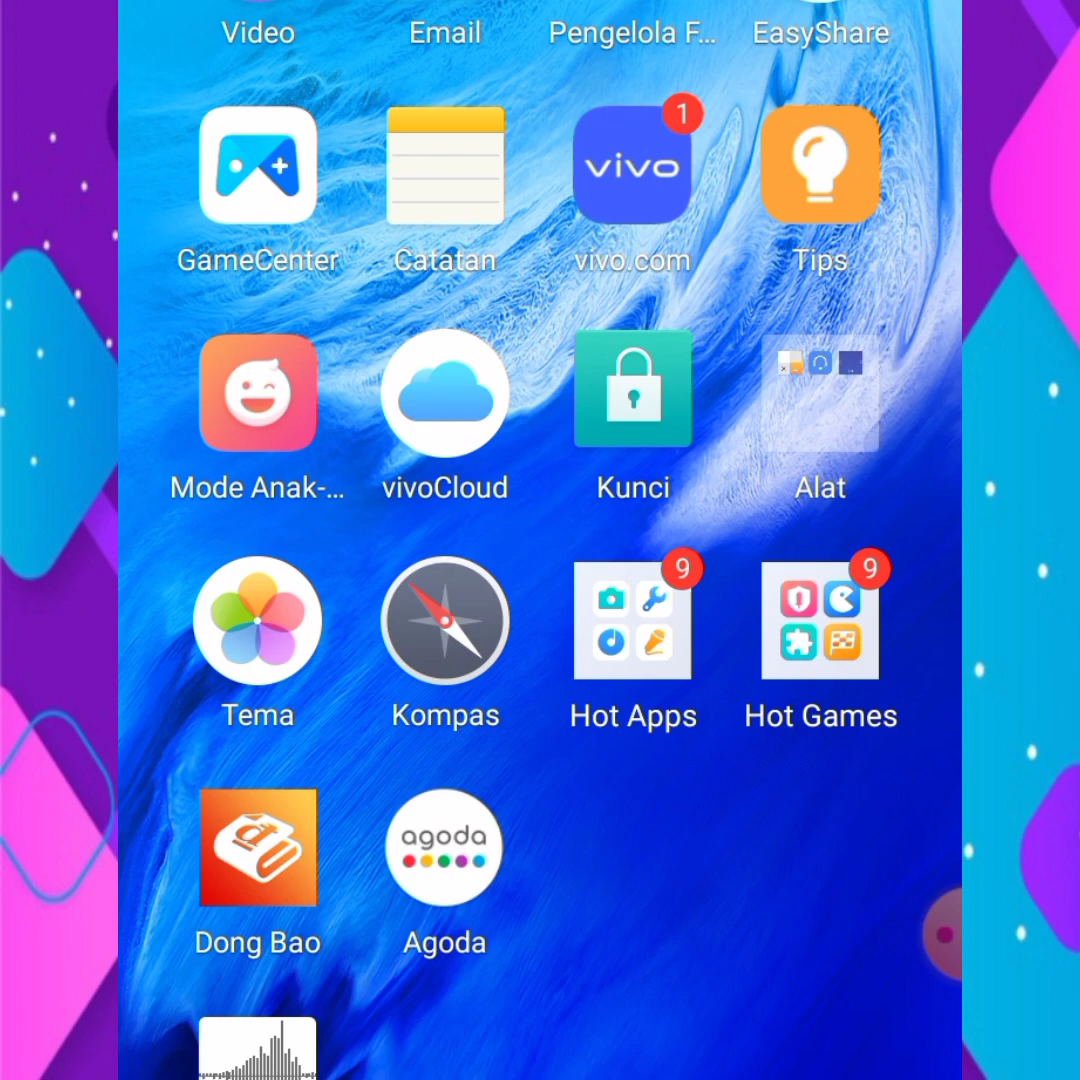 Video Email Pengelola F... EasyShare
vivo 1
GameCenter Catatan vivo.com Tips
Mode Anak-... vivoCloud Kunci Alat
9 9
Tema Kompas Hot Apps Hot Games
agoda
Dong Bao Agoda